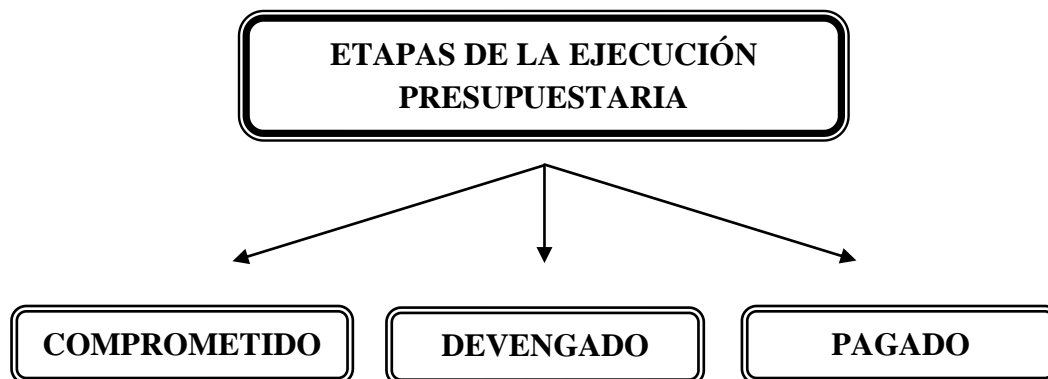 ETAPAS DE LA EJECUCIÓN
PRESUPUESTARIA
COMPROMETIDO
DEVENGADO
PAGADO